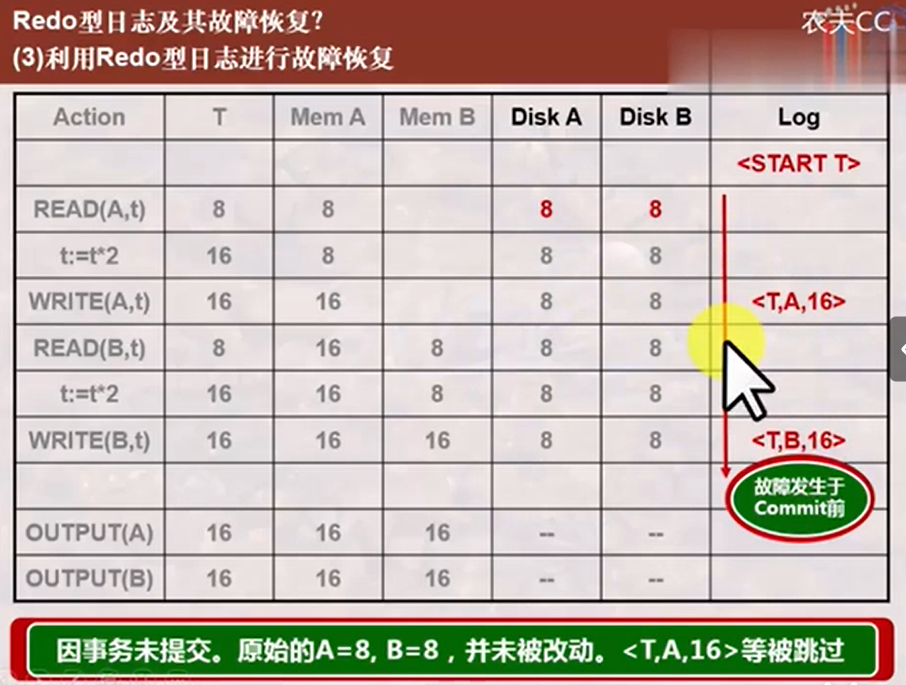 Redo型日志及其故障恢复?
农夫CC
(3)利用Redo型日志进行故障恢复
Action T Mem A Mem B Disk A Disk B Log
<START T>
READ(A,t) 8 8 8 8
t:=t*2 16 8 8 8
WRITE(A,t) 16 16 8 8 <T,A,16>
READ(B,t) 8 16 8 8 8
t:=t*2 16 16 8 8 8
WRITE(B,t) 16 16 16 8 8 <T,B,16>
故障发生于
Commit前
OUTPUT(A) 16 16 16 -- --
OUTPUT(B) 16 16 16 -- --
因事务未提交。原始的A=8, B=8，并未被改动。<T,A,16>等被跳过